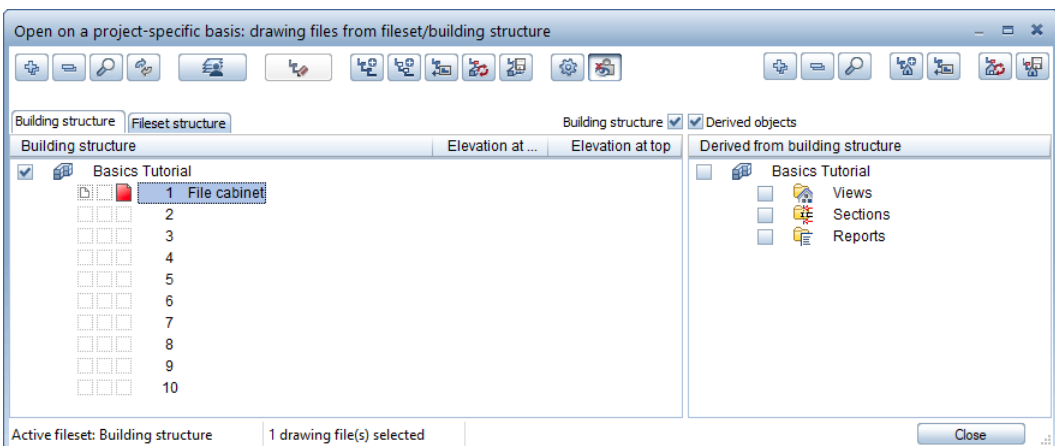 Open on a project-specific basis: drawing files from fileset/building structure
Building structure Fileset structure Building structure Derived objects
Building structure Elevation at ... Elevation at top Derived from building structure
Basics Tutorial Basics Tutorial
1 File cabinet Views
2 Sections
3 Reports
4
5
6
7
8
9
10
Active fileset: Building structure 1 drawing file(s) selected Close